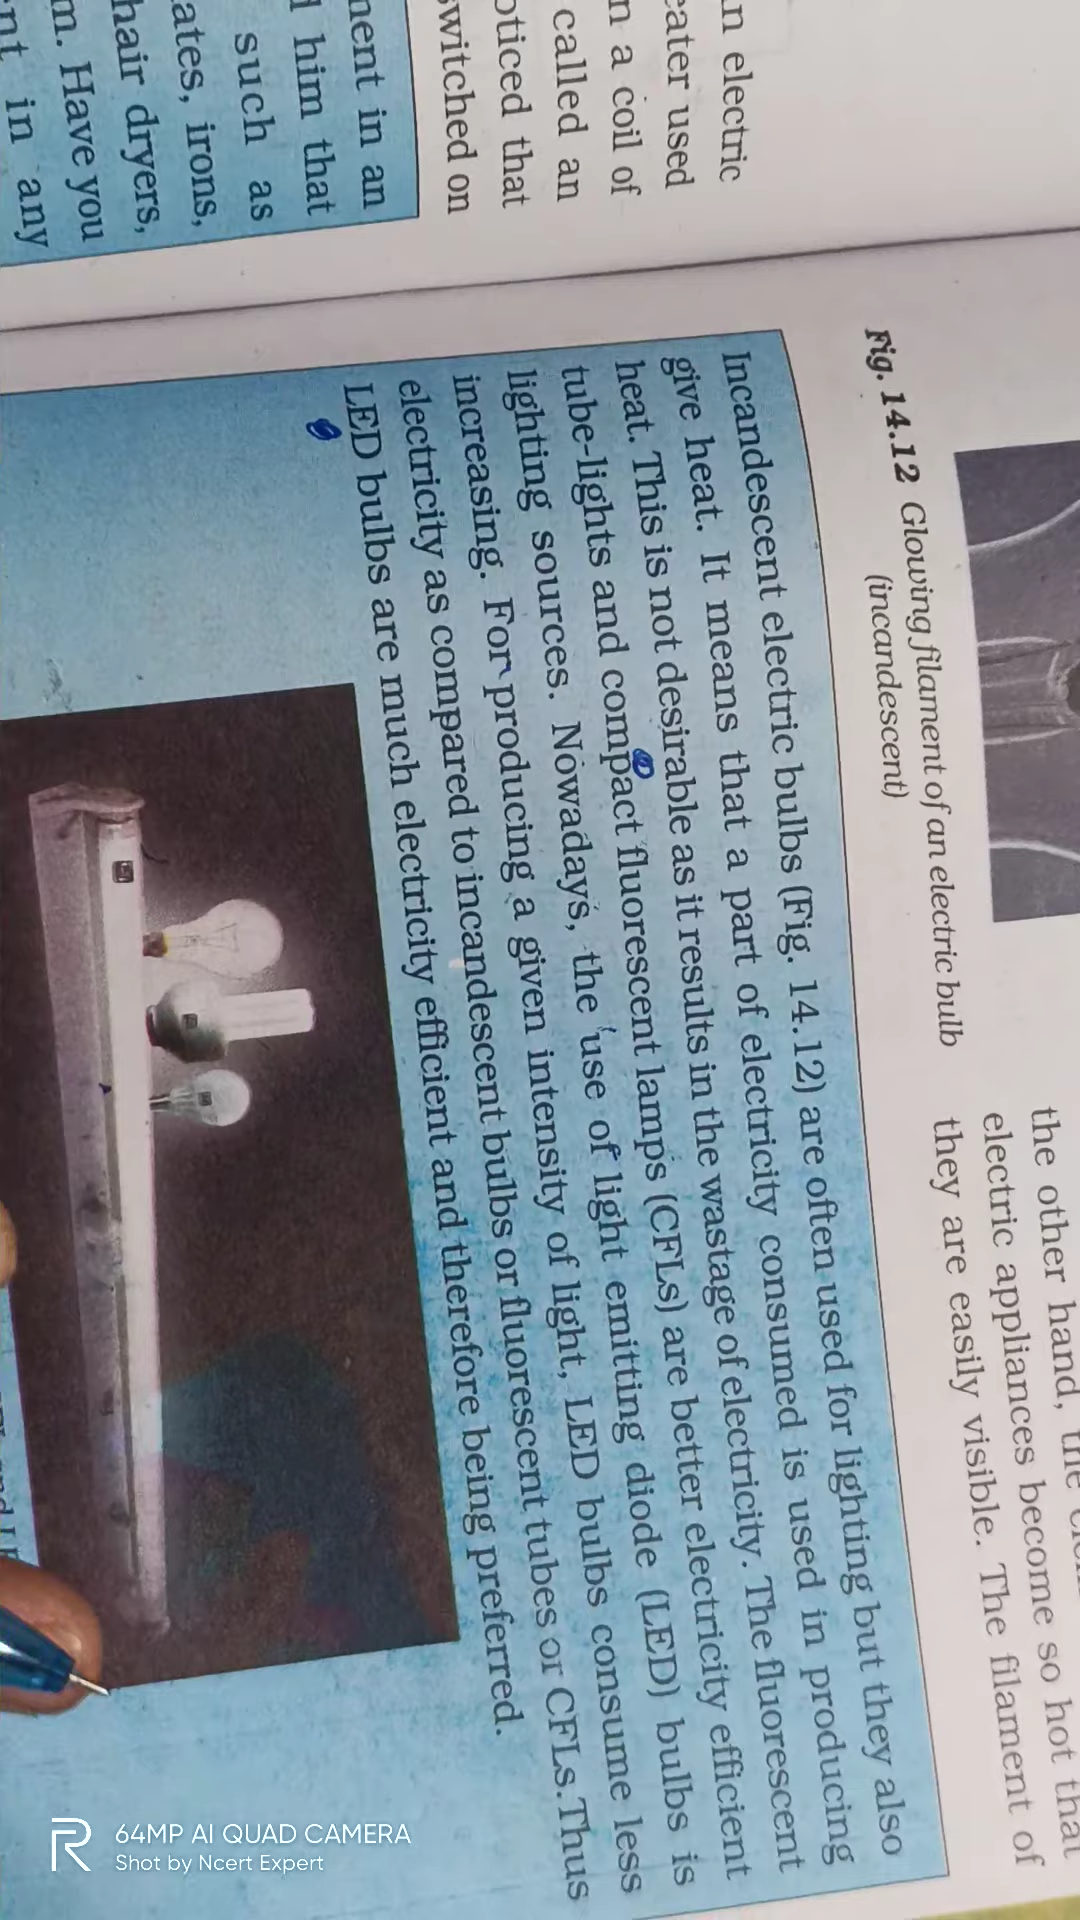 n electric
eater used
n a coil of
called an
oticed that
switched on
nent in an
him that
such as
ates, irons,
hair dryers,
m. Have you
nt in any
Fig. 14.12 Glowing filament of an electric bulb
(incandescent)
the other hand, the
electric appliances become so hot that
they are easily visible. The filament of
Incandescent electric bulbs (Fig. 14.12) are often used for lighting but they also
give heat. It means that a part of electricity consumed is used in producing
heat. This is not desirable as it results in the wastage of electricity. The fluorescent
tube-lights and compact fluorescent lamps (CFLs) are better electricity efficient
lighting sources. Nowadays, the use of light emitting diode (LED) bulbs is
increasing. For producing a given intensity of light, LED bulbs consume less
electricity as compared to incandescent bulbs or fluorescent tubes or CFLs.Thus
LED bulbs are much electricity efficient and therefore being preferred.
64MP AI QUAD CAMERA
Shot by Ncert Expert